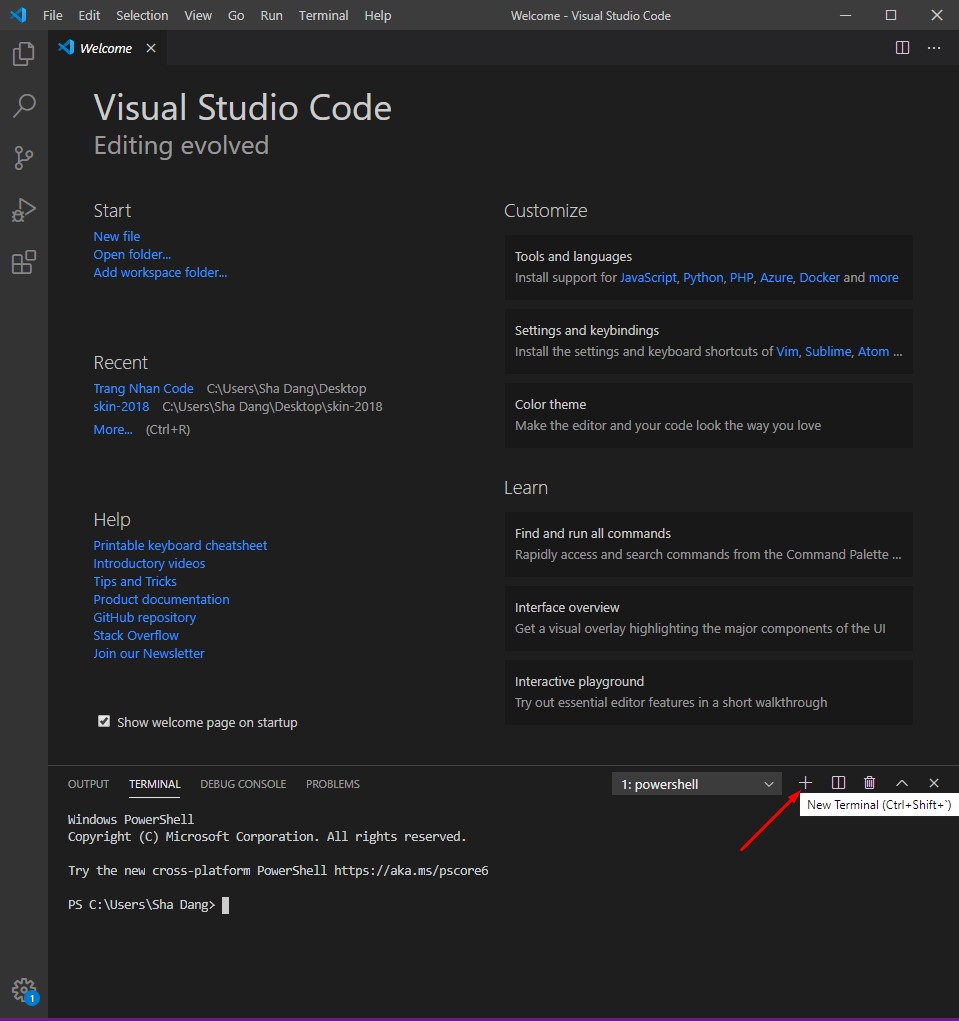 File Edit Selection View Go Run Terminal Help
Welcome - Visual Studio Code
Welcome
Visual Studio Code
Editing evolved
Start
New file
Open folder...
Add workspace folder...
Recent
Trang Nhan Code C:\Users\Sha Dang\Desktop
skin-2018 C:\Users\Sha Dang\Desktop\skin-2018
More... (Ctrl+R)
Help
Printable keyboard cheatsheet
Introductory videos
Tips and Tricks
Product documentation
GitHub repository
Stack Overflow
Join our Newsletter
Show welcome page on startup
Customize
Tools and languages
Install support for JavaScript, Python, PHP, Azure, Docker and more
Settings and keybindings
Install the settings and keyboard shortcuts of Vim, Sublime, Atom ...
Color theme
Make the editor and your code look the way you love
Learn
Find and run all commands
Rapidly access and search commands from the Command Palette ...
Interface overview
Get a visual overlay highlighting the major components of the UI
Interactive playground
Try out essential editor features in a short walkthrough
OUTPUT TERMINAL DEBUG CONSOLE PROBLEMS
1: powershell
New Terminal (Ctrl+Shift+`)
Windows PowerShell
Copyright (C) Microsoft Corporation. All rights reserved.
Try the new cross-platform PowerShell https://aka.ms/pscore6
PS C:\Users\Sha Dang>
1